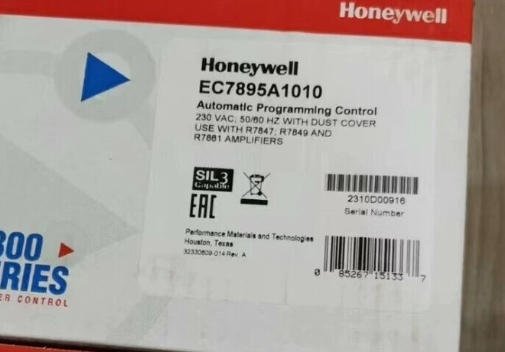 Honeywell
Honeywell
EC7895A1010
Automatic Programming Control
230 VAC; 50/60 HZ WITH DUST COVER
USE WITH R7847; R7849 AND
R7861 AMPLIFIERS
SIL 3
Capable
EAC
2310D00916
Serial Number
Performance Materials and Technologies
Houston, Texas
32330609-014 Rev. A
0 85267 15133 7
800
RIES
ER CONTROL